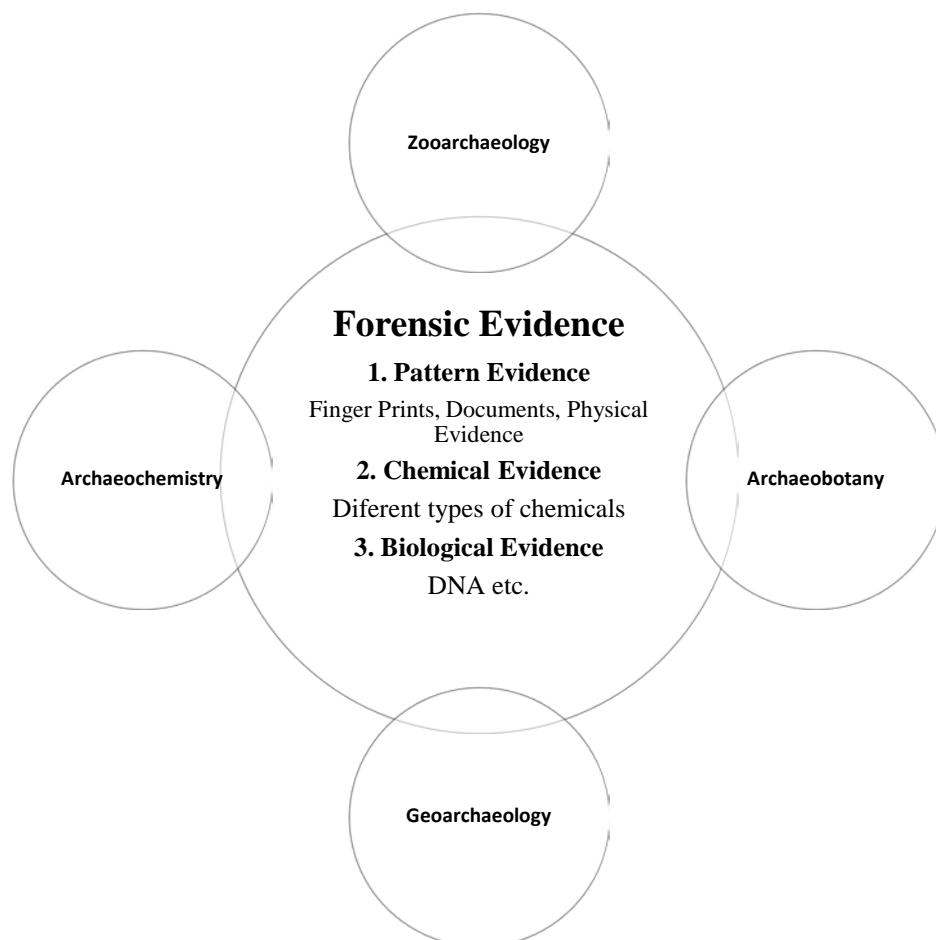 Zooarchaeology
Forensic Evidence
1. Pattern Evidence
Finger Prints, Documents, Physical
Evidence
2. Chemical Evidence
Diferent types of chemicals
3. Biological Evidence
DNA etc.
Archaeochemistry
Archaeobotany
Geoarchaeology